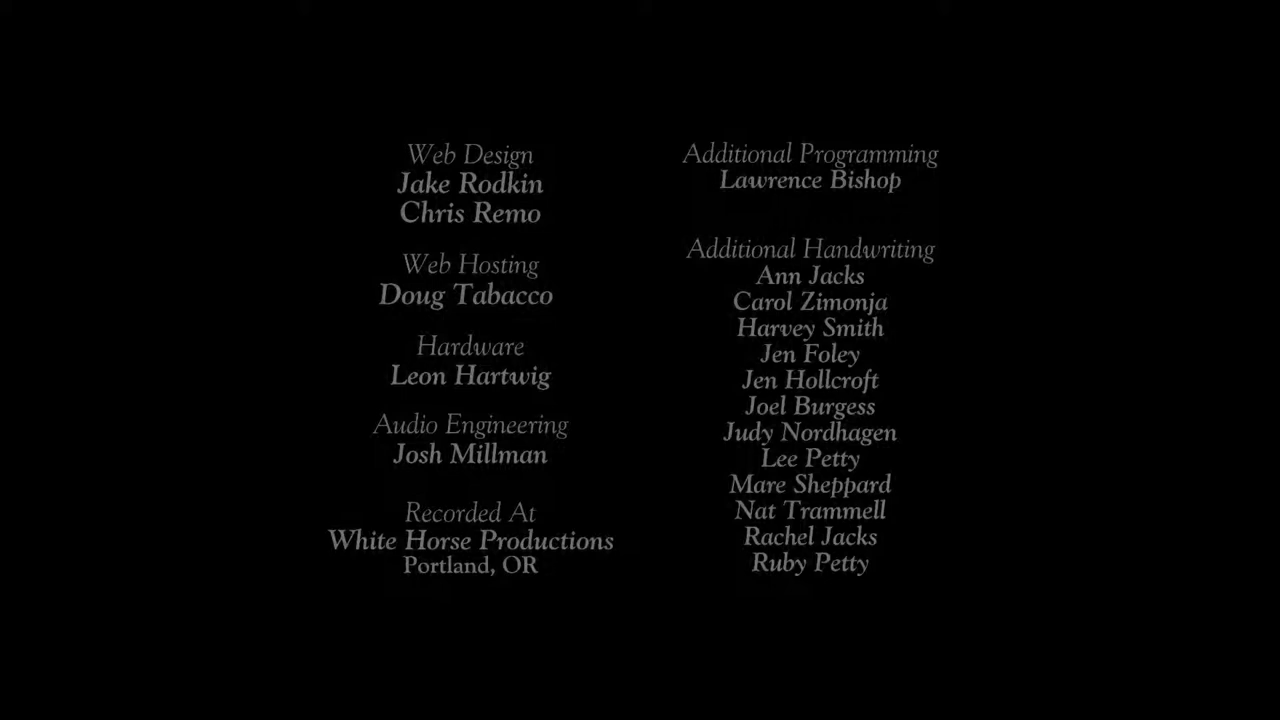 Web Design
Jake Rodkin
Chris Remo
Web Hosting
Doug Tabacco
Hardware
Leon Hartwig
Audio Engineering
Josh Millman
Recorded At
White Horse Productions
Portland, OR
Additional Programming
Lawrence Bishop
Additional Handwriting
Ann Jacks
Carol Zimonja
Harvey Smith
Jen Foley
Jen Hollcroft
Joel Burgess
Judy Nordhagen
Lee Petty
Mare Sheppard
Nat Trammell
Rachel Jacks
Ruby Petty